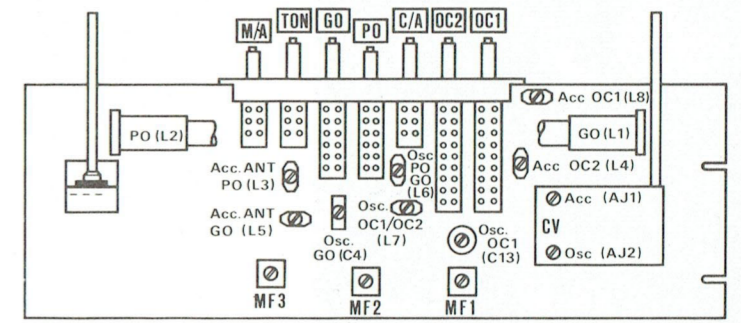 M/A TON GO PO C/A OC2 OC1
Acc OC1 (L8)
PO (L2)
GO (L1)
Acc. ANT
PO (L3)
Osc
PO
GO
(L6)
Acc OC2 (L4)
Acc. ANT
GO (L5)
Osc.
OC1/OC2
(L7)
Osc.
GO (C4)
Osc.
OC1
(C13)
Acc (AJ1)
CV
Osc (AJ2)
MF3
MF2
MF1